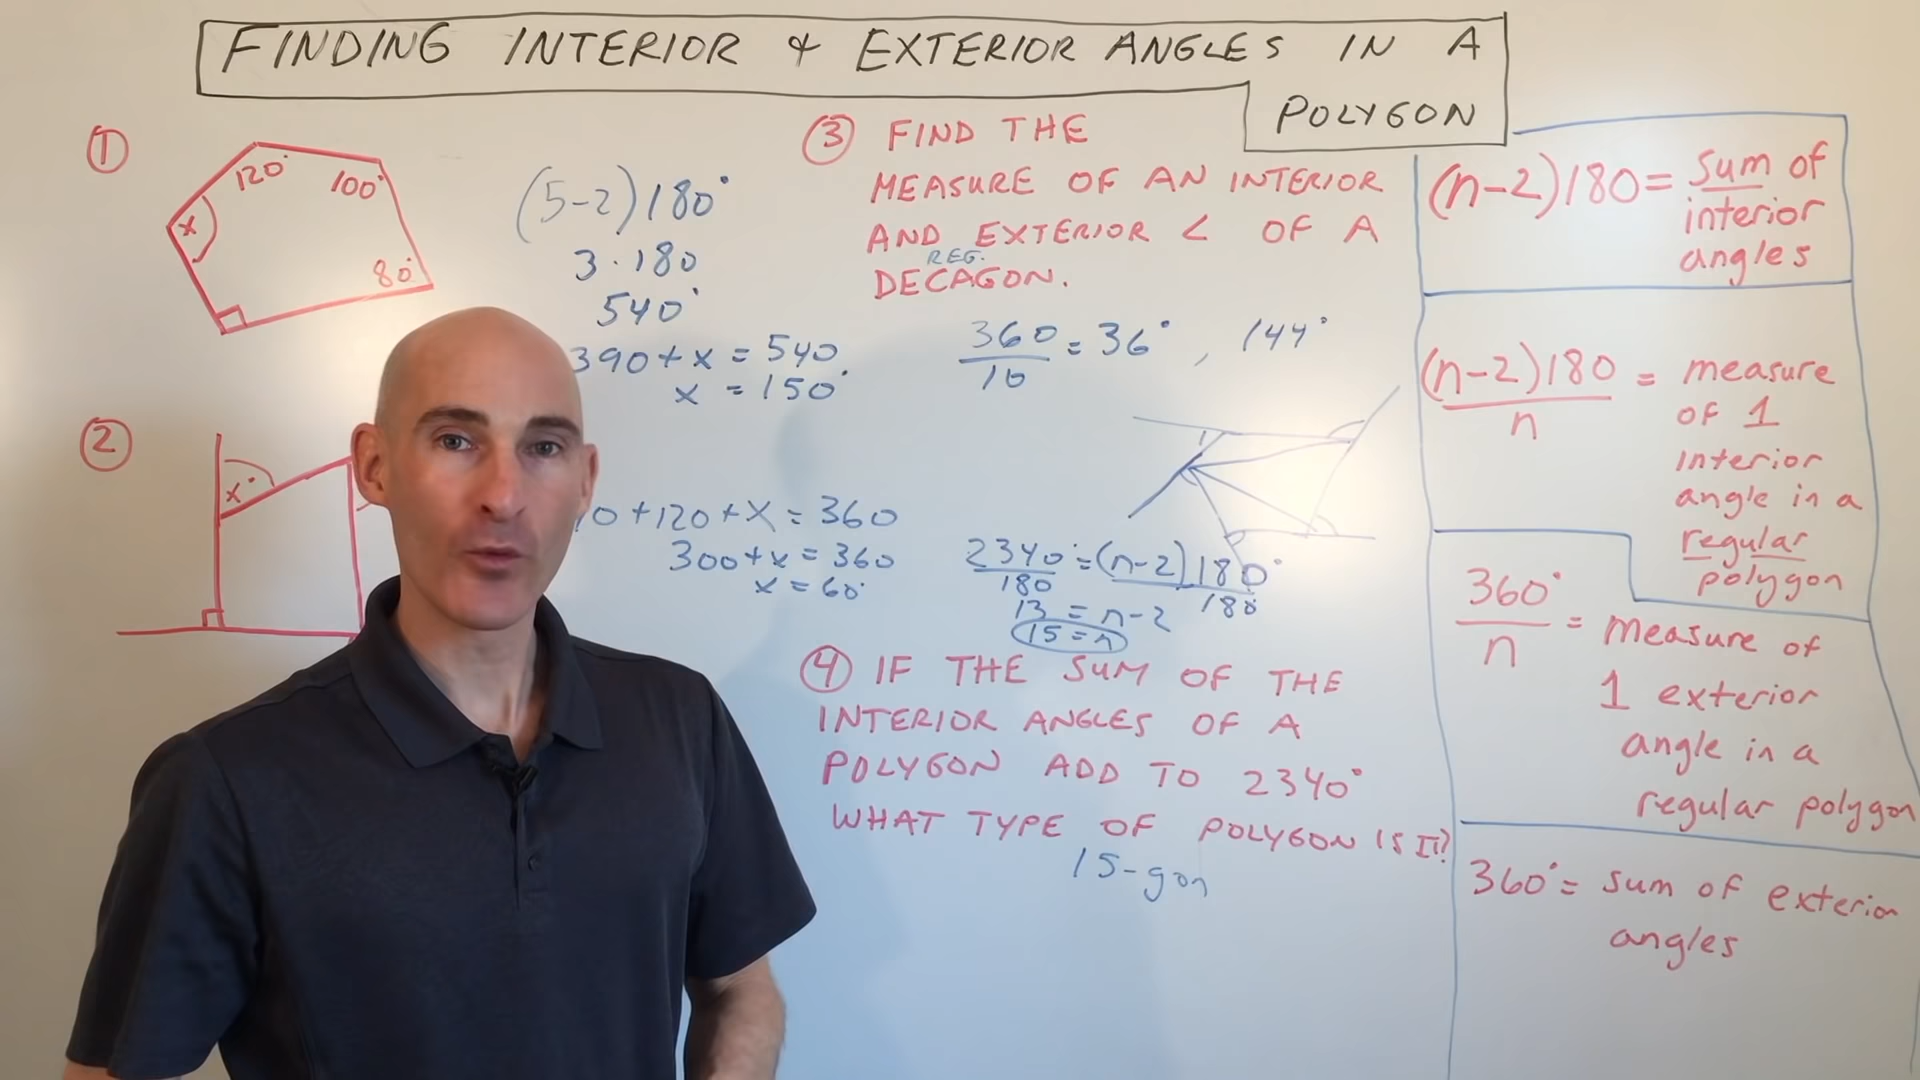 FINDING INTERIOR & EXTERIOR ANGLES IN A
POLYGON
①
120°
100°
x
80°
(5-2)180°
3·180
540°
390+x = 540
x = 150°
②
x°
0+120+X = 360
300+x = 360
x = 60°
③ FIND THE
MEASURE OF AN INTERIOR
AND EXTERIOR < OF A
REG.
DECAGON.
360/10 = 36°, 144°
2340°/180 = (n-2)180°/180
13 = n-2
15 = n
④ IF THE SUM OF THE
INTERIOR ANGLES OF A
POLYGON ADD TO 2340°
WHAT TYPE OF POLYGON IS IT?
15-gon
(n-2)180 = sum of
interior
angles
(n-2)180/n = measure
of 1
interior
angle in a
regular
polygon
360°/n = measure of
1 exterior
angle in a
regular polygon
360° = sum of exterior
angles